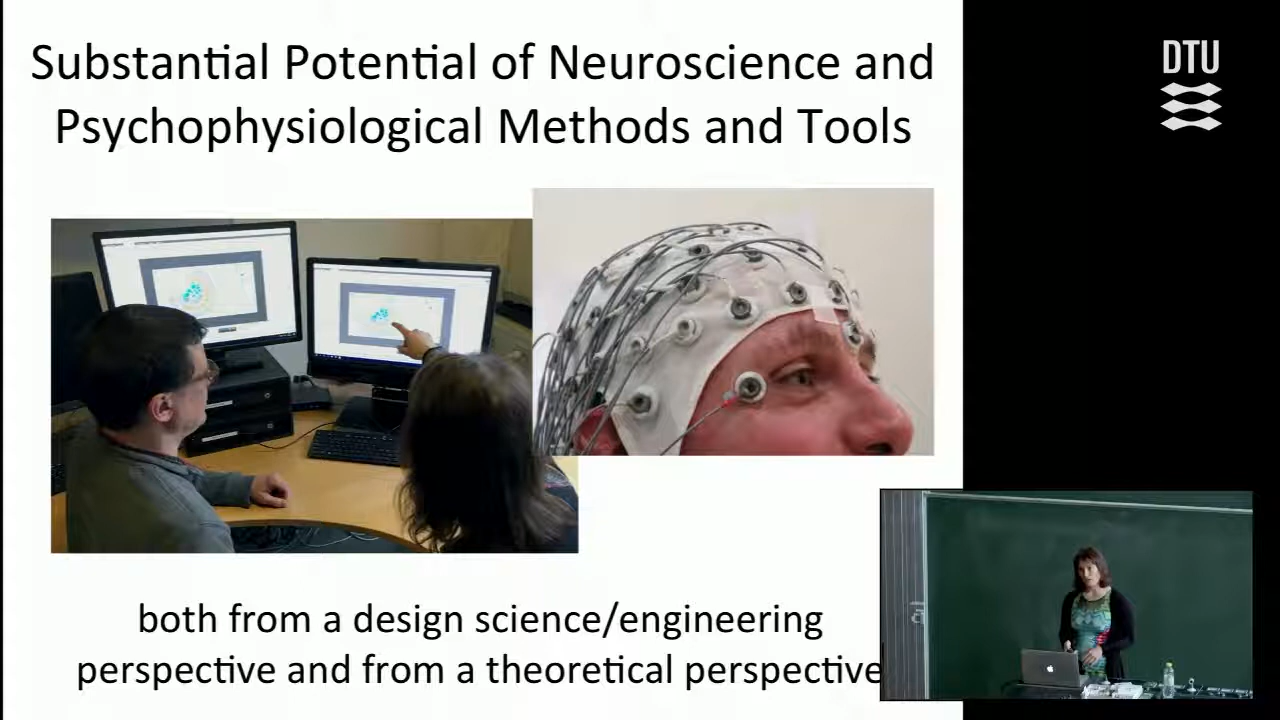 Substantial Potential of Neuroscience and
Psychophysiological Methods and Tools
DTU
both from a design science/engineering
perspective and from a theoretical perspective